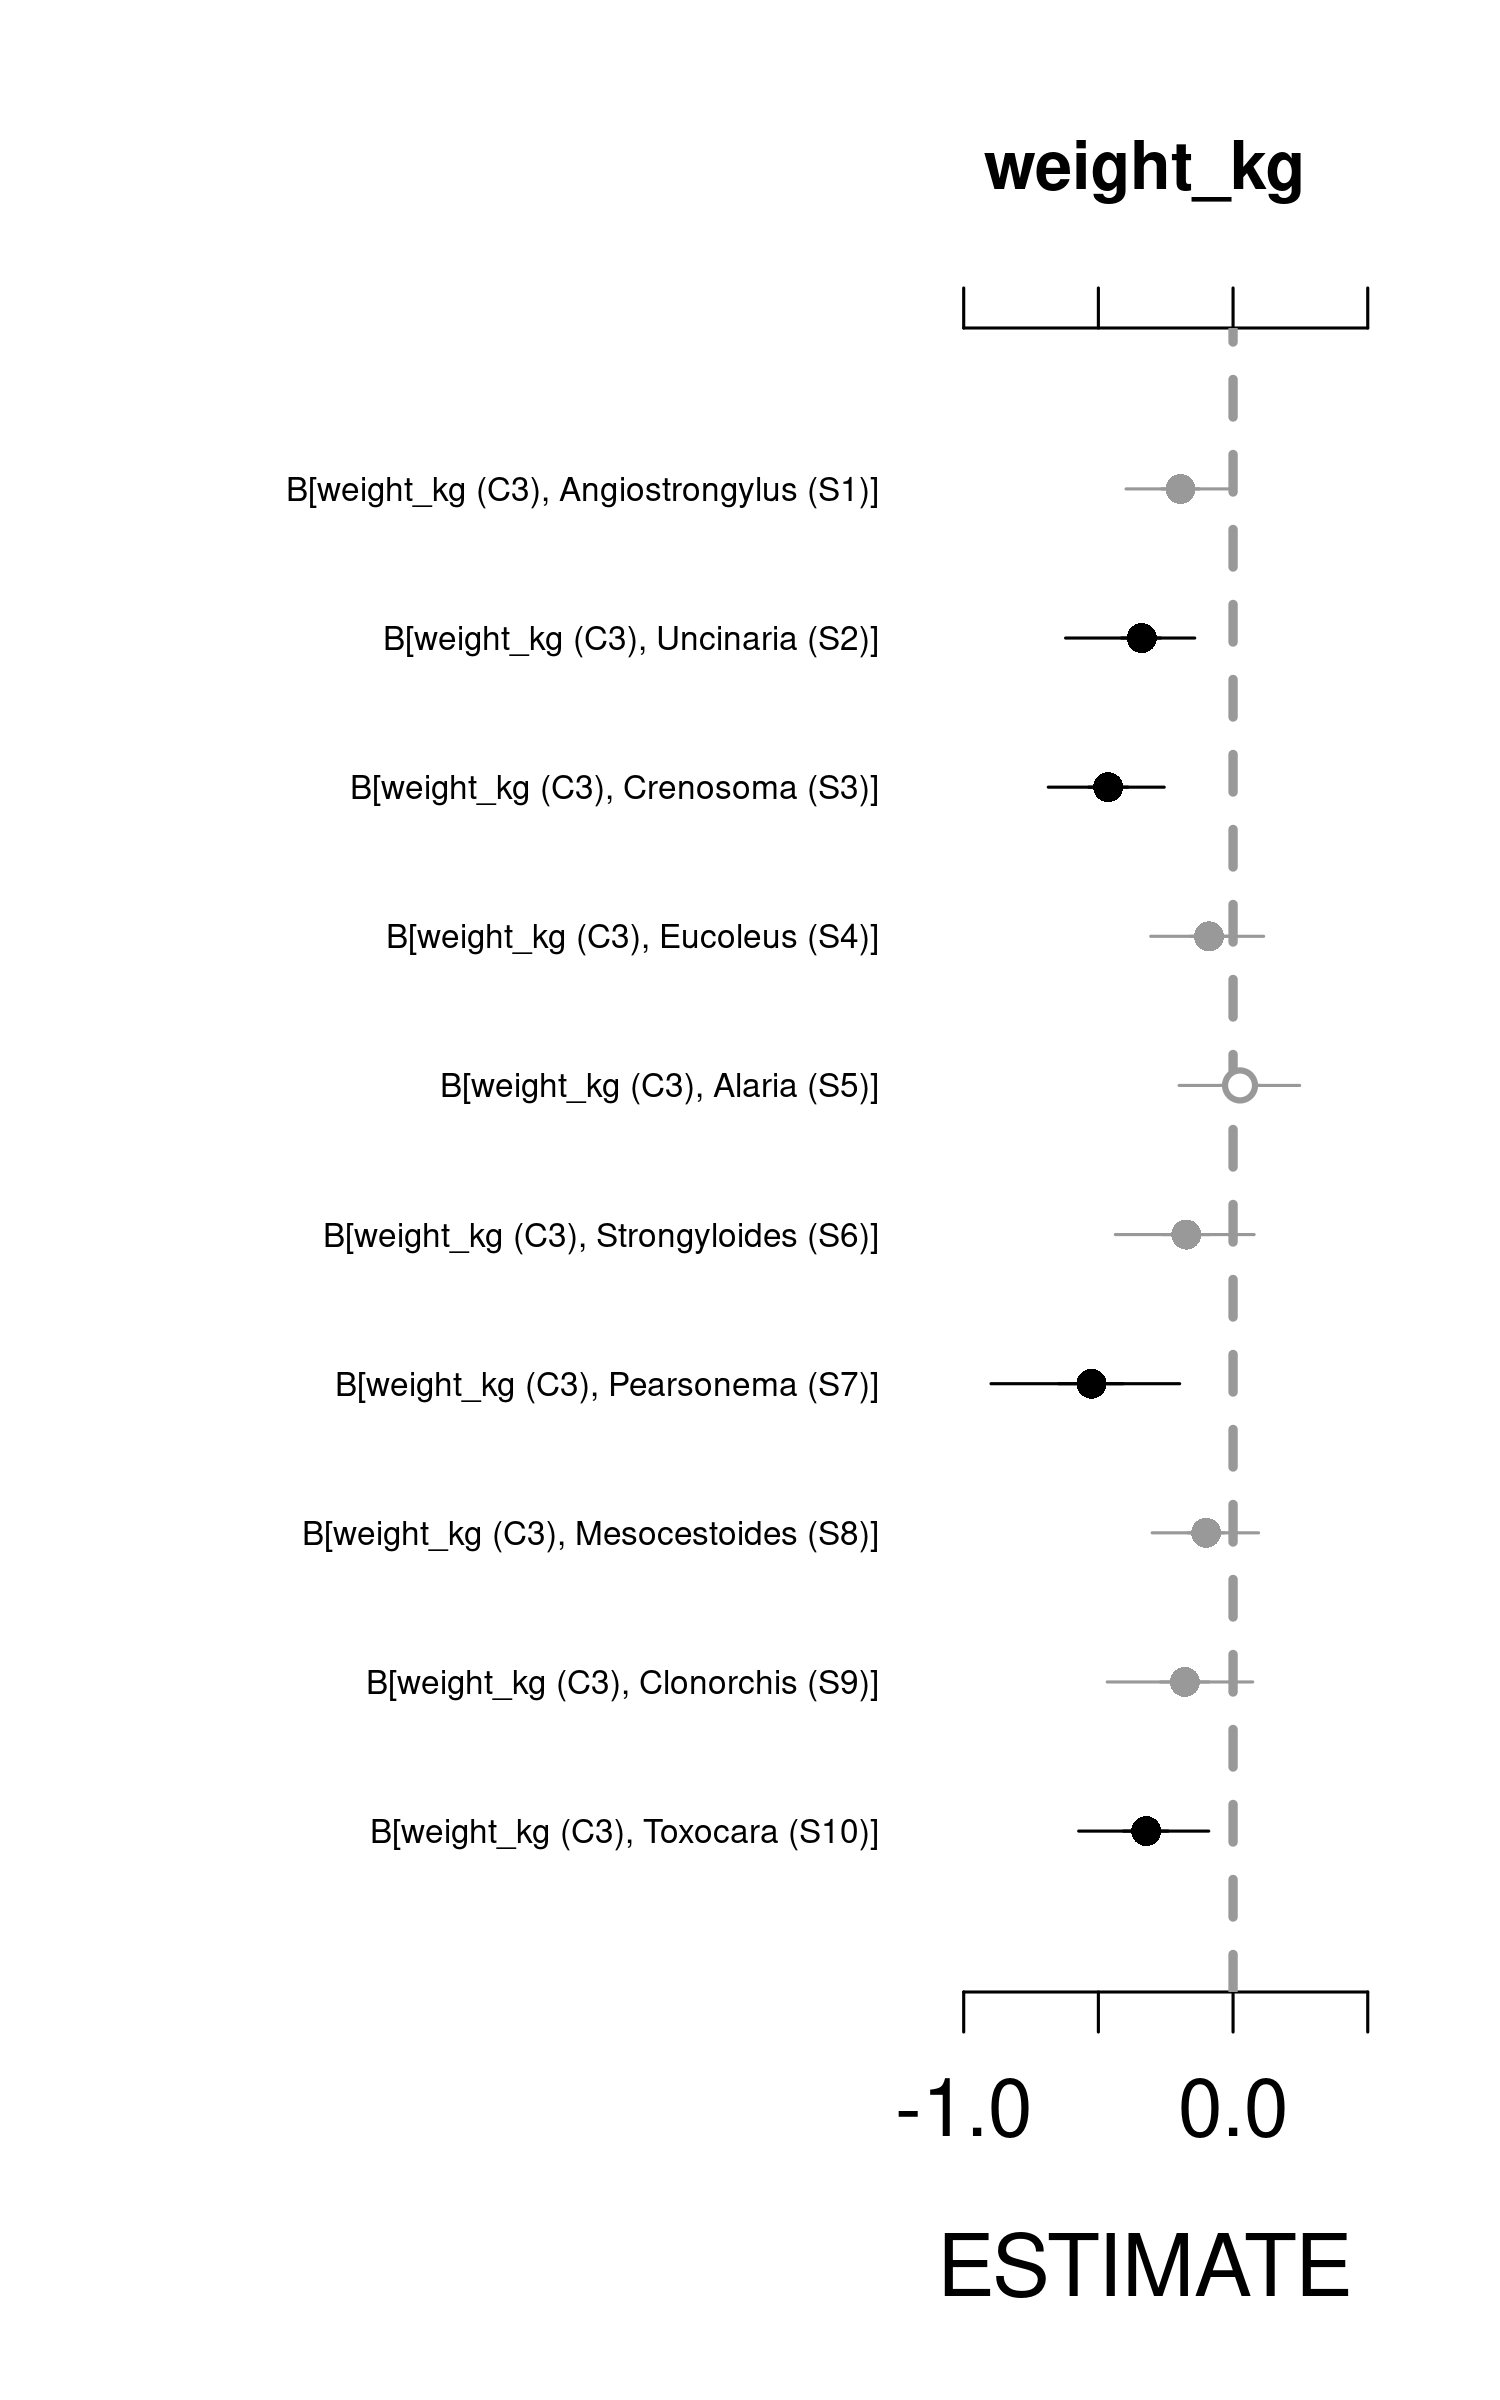 weight_kg
B[weight_kg (C3), Angiostrongylus (S1)]
B[weight_kg (C3), Uncinaria (S2)]
B[weight_kg (C3), Crenosoma (S3)]
B[weight_kg (C3), Eucoleus (S4)]
B[weight_kg (C3), Alaria (S5)]
B[weight_kg (C3), Strongyloides (S6)]
B[weight_kg (C3), Pearsonema (S7)]
B[weight_kg (C3), Mesocestoides (S8)]
B[weight_kg (C3), Clonorchis (S9)]
B[weight_kg (C3), Toxocara (S10)]
-1.0 0.0
ESTIMATE